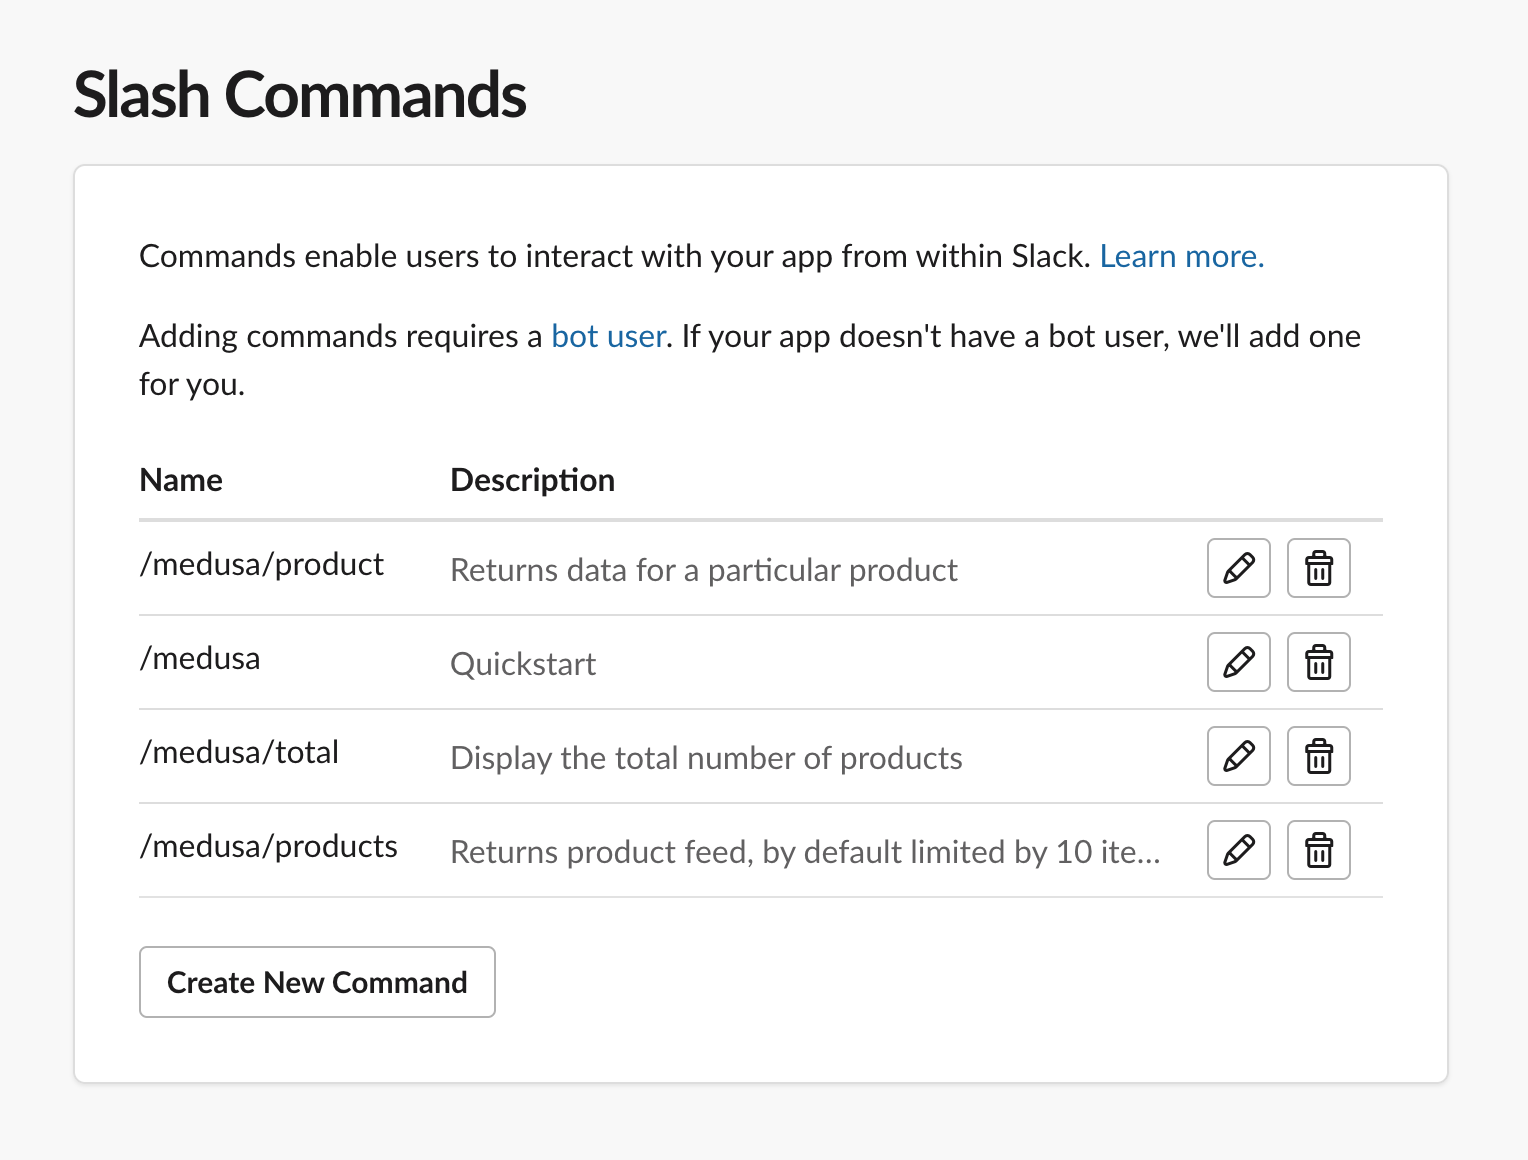 Slash Commands
Commands enable users to interact with your app from within Slack. Learn more.
Adding commands requires a bot user. If your app doesn't have a bot user, we'll add one
for you.
Name Description
/medusa/product Returns data for a particular product
/medusa Quickstart
/medusa/total Display the total number of products
/medusa/products Returns product feed, by default limited by 10 ite...
Create New Command